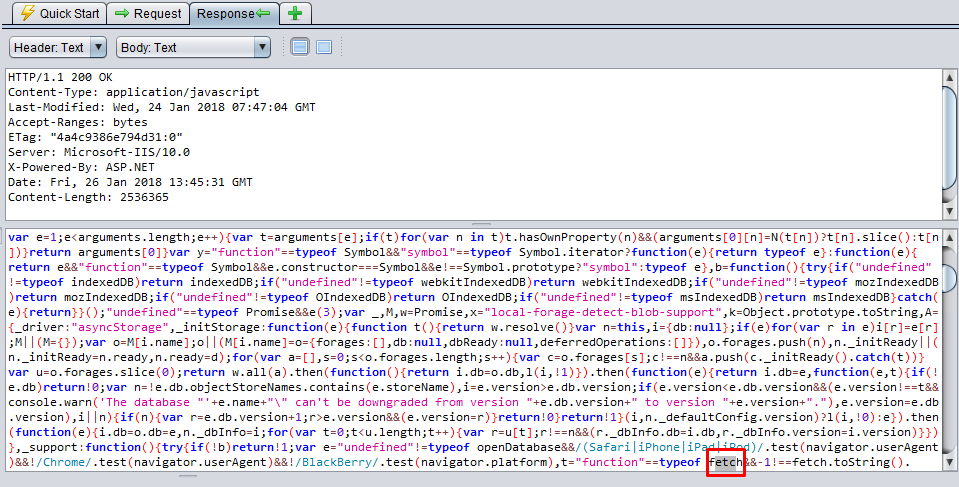 Quick Start Request Response
Header: Text Body: Text
HTTP/1.1 200 OK
Content-Type: application/javascript
Last-Modified: Wed, 24 Jan 2018 07:47:04 GMT
Accept-Ranges: bytes
ETag: "4a4c9386e794d31:0"
Server: Microsoft-IIS/10.0
X-Powered-By: ASP.NET
Date: Fri, 26 Jan 2018 13:45:31 GMT
Content-Length: 2536365
var e=1;e<arguments.length;e++){var t=arguments[e];if(t)for(var n in t)t.hasOwnProperty(n)&&(arguments[0][n]=N(t[n])?t[n].slice():t[n
])}return arguments[0]}var y="function"==typeof Symbol&&"symbol"==typeof Symbol.iterator?function(e){return typeof e}:function(e){
return e&&"function"==typeof Symbol&&e.constructor===Symbol&&e!==Symbol.prototype?"symbol":typeof e},b=function(){try{if("undefined"
!=typeof indexedDB)return indexedDB;if("undefined"!=typeof webkitIndexedDB)return webkitIndexedDB;if("undefined"!=typeof mozIndexedDB
)return mozIndexedDB;if("undefined"!=typeof OIndexedDB)return OIndexedDB;if("undefined"!=typeof msIndexedDB)return msIndexedDB}catch(
e){return}}();"undefined"==typeof Promise&&e(3);var _,M,w=Promise,x="local-forage-detect-blob-support",k=Object.prototype.toString,A=
{_driver:"asyncStorage",_initStorage:function(e){function t(){return w.resolve()}var n=this,i={db:null};if(e)for(var r in e)i[r]=e[r]
;M||(M={});var o=M[i.name];o||(M[i.name]=o={forages:[],db:null,dbReady:null,deferredOperations:[]}),o.forages.push(n),n._initReady||(
n._initReady=n.ready,n.ready=d);for(var a=[],s=0;s<o.forages.length;s++){var c=o.forages[s];c!==n&&a.push(c._initReady().catch(t))}
var u=o.forages.slice(0);return w.all(a).then(function(){return i.db=o.db,l(i,!1)}).then(function(e){return i.db=e,function(e,t){if(!
e.db)return!0;var n=!e.db.objectStoreNames.contains(e.storeName),i=e.version>e.db.version;if(e.version<e.db.version&&(e.version!==t&&
console.warn('The database "'+e.name+"\" can't be downgraded from version "+e.db.version+" to version "+e.version+"."),e.version=e.db
.version),i||n){if(n){var r=e.db.version+1;r>e.version&&(e.version=r)}return!0}return!1}(i,n._defaultConfig.version)?l(i,!0):e}).then
(function(e){i.db=o.db=e,n._dbInfo=i;for(var t=0;t<u.length;t++){var r=u[t];r!==n&&(r._dbInfo.db=i.db,r._dbInfo.version=i.version)}})
},_support:function(){try{if(!b)return!1;var e="undefined"!=typeof openDatabase&&/(Safari|iPhone|iPad|iPod)/.test(navigator.userAgent
)&&!/Chrome/.test(navigator.userAgent)&&!/BlackBerry/.test(navigator.platform),t="function"==typeof fetch&&-1!==fetch.toString().